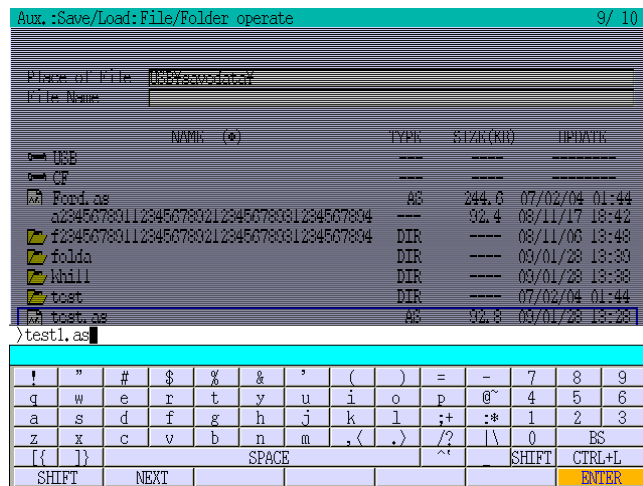 Aux.:Save/Load:File/Folder operate 9/ 10
Place of File USB¥savedata¥
File Name
NAME (*) TYPE SIZE(KB) UPDATE
USB --- ---- --------
CF --- ---- --------
Ford.as AS 244.6 07/02/04 01:44
a234567891123456789212345678931234567894 --- 92.4 08/11/17 18:42
f234567891123456789212345678931234567894 DIR ---- 08/11/06 13:48
folda DIR ---- 09/01/28 13:39
khill DIR ---- 09/01/28 13:38
test DIR ---- 07/02/04 01:44
test.as AS 92.8 09/01/28 13:28
>test1.as
! " # $ % & ' ( ) = - 7 8 9
q w e r t y u i o p @~ 4 5 6
a s d f g h j k l ;+ :* 1 2 3
z x c v b n m ,< .> /? |\ 0 BS
[{ ]} SPACE ^` _ SHIFT CTRL+L
SHIFT NEXT ENTER